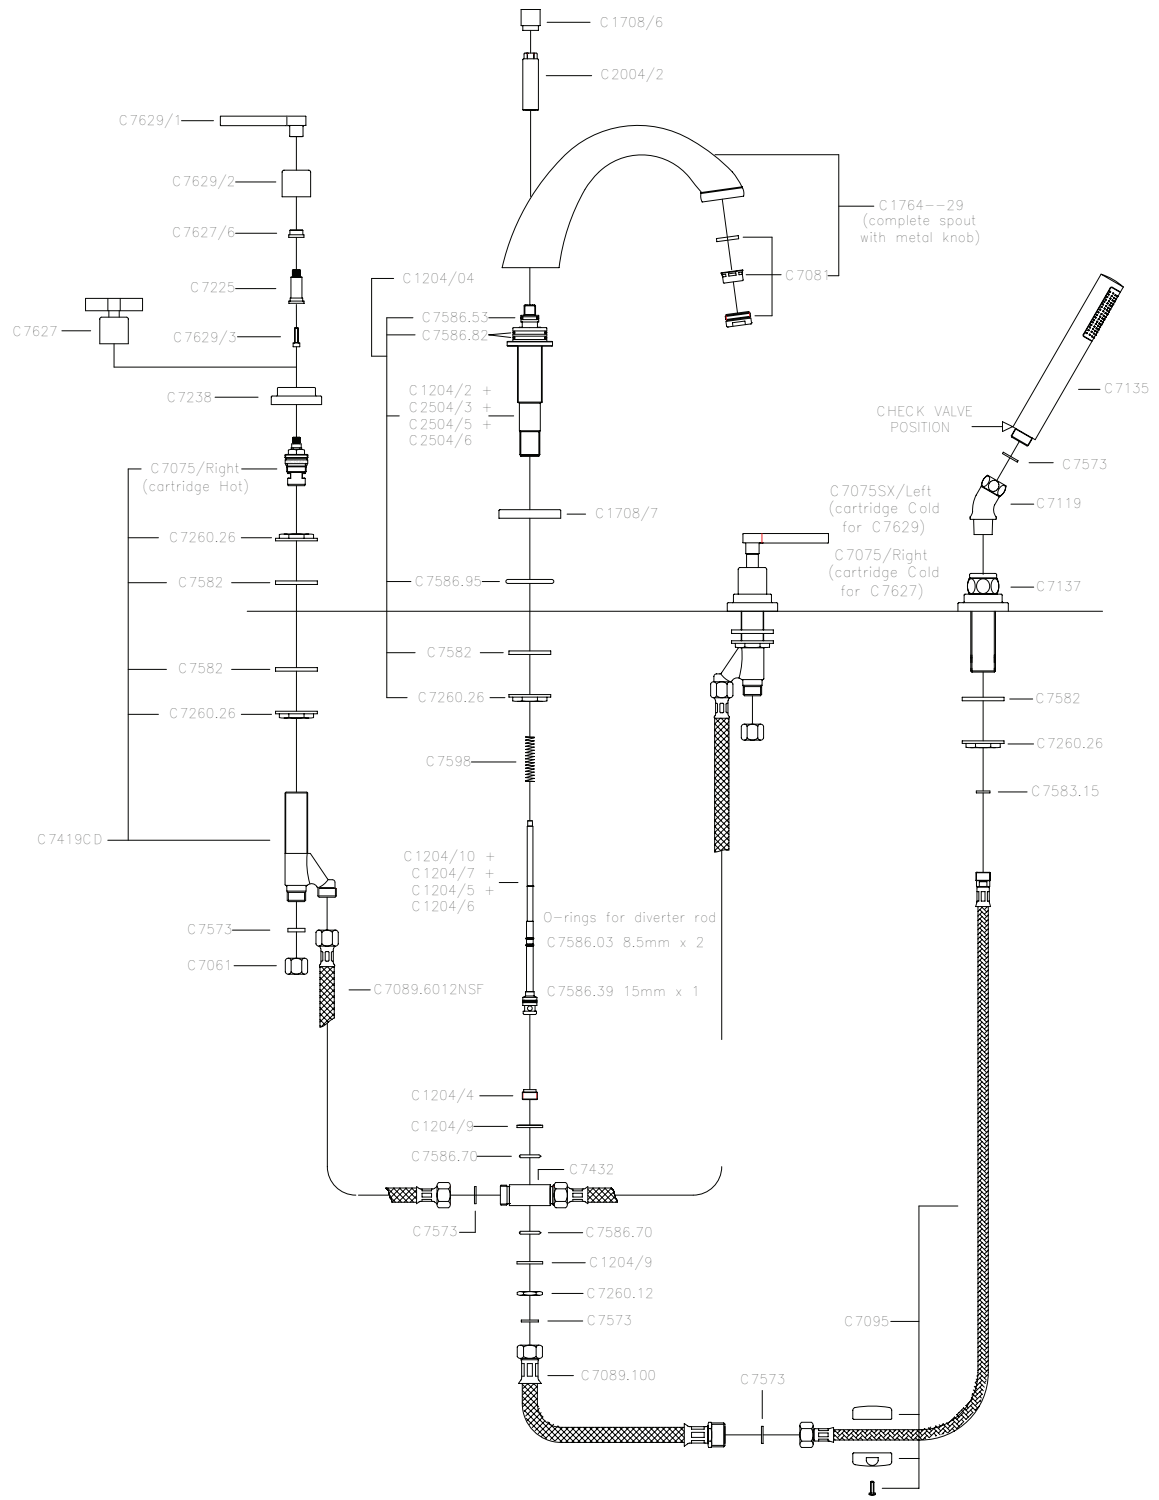 C1708/6
C2004/2
C7629/1
C7629/2
C7627/6
C7225
C7627
C7629/3
C7238
C7075/Right
(cartridge Hot)
C7260.26
C7582
C7582
C7260.26
C7419CD
C7573
C7061
C7089.6012NSF
C1764--29
(complete spout
with metal knob)
C7081
C1204/04
C7586.53
C7586.82
C1204/2 +
C2504/3 +
C2504/5 +
C2504/6
C1708/7
C7586.95
C7582
C7260.26
C7598
C1204/10 +
C1204/7 +
C1204/5 +
C1204/6
O-rings for diverter rod
C7586.03 8.5mm x 2
C7586.39 15mm x 1
C1204/4
C1204/9
C7586.70
C7432
C7573
C7586.70
C1204/9
C7260.12
C7573
C7089.100
C7573
C7075SX/Left
(cartridge Cold
for C7629)
C7075/Right
(cartridge Cold
for C7627)
C7135
CHECK VALVE
POSITION
C7573
C7119
C7137
C7582
C7260.26
C7583.15
C7095